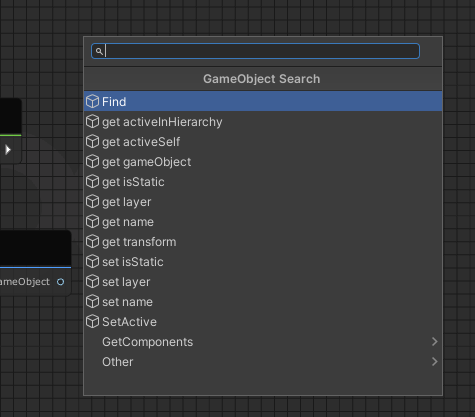 GameObject Search
Find
get activeInHierarchy
get activeSelf
get gameObject
get isStatic
get layer
get name
get transform
set isStatic
set layer
set name
SetActive
GetComponents
Other
ameObject